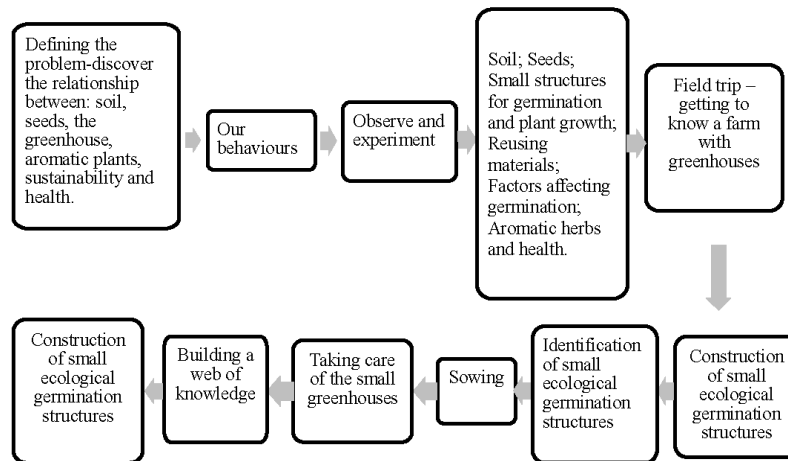 Defining the
problem-discover
the relationship
between: soil,
seeds, the
greenhouse,
aromatic plants,
sustainability and
health.
Our
behaviours
Observe and
experiment
Soil; Seeds;
Small structures
for germination
and plant growth;
Reusing
materials;
Factors affecting
germination;
Aromatic herbs
and health.
Field trip –
getting to
know a farm
with
greenhouses
Construction
of small
ecological
germination
structures
Identification
of small
ecological
germination
structures
Sowing
Taking care
of the small
greenhouses
Building a
web of
knowledge
Construction
of small
ecological
germination
structures